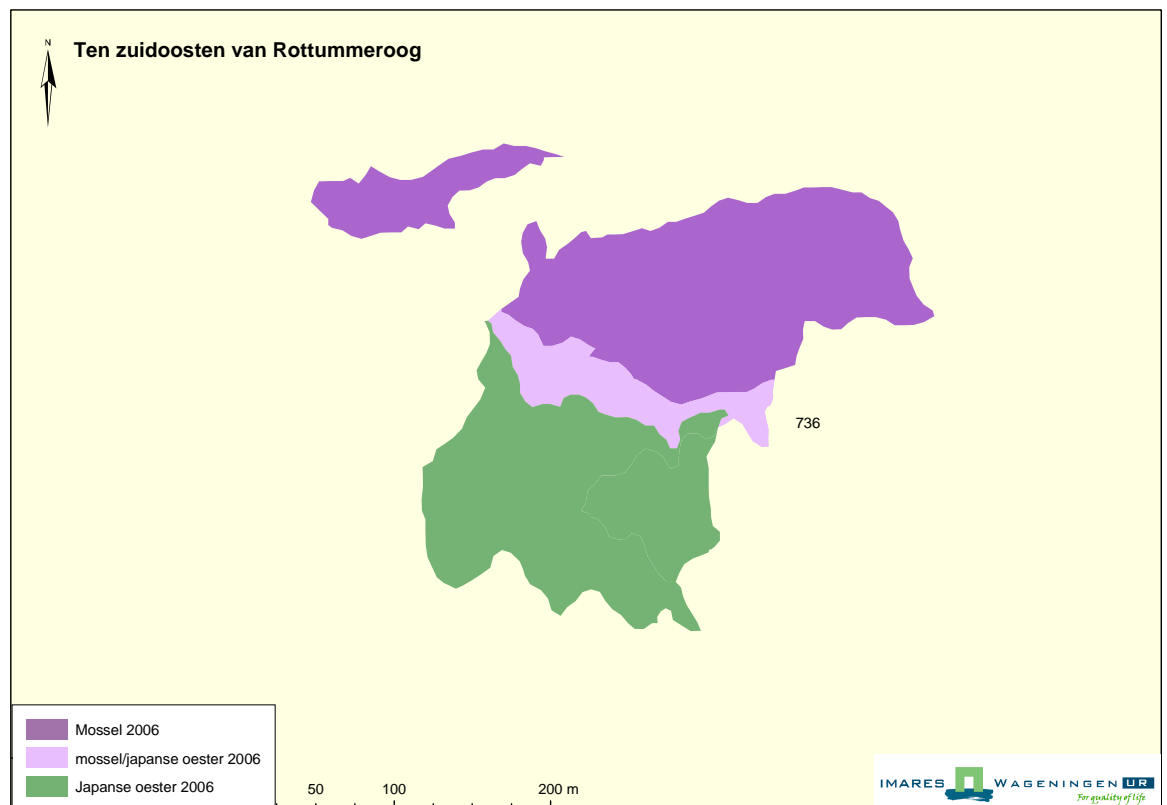 N
Ten zuidoosten van Rottummeroog
736
Mossel 2006
mossel/japanse oester 2006
Japanse oester 2006
50 100 200 m
IMARES WAGENINGEN UR
For quality of life